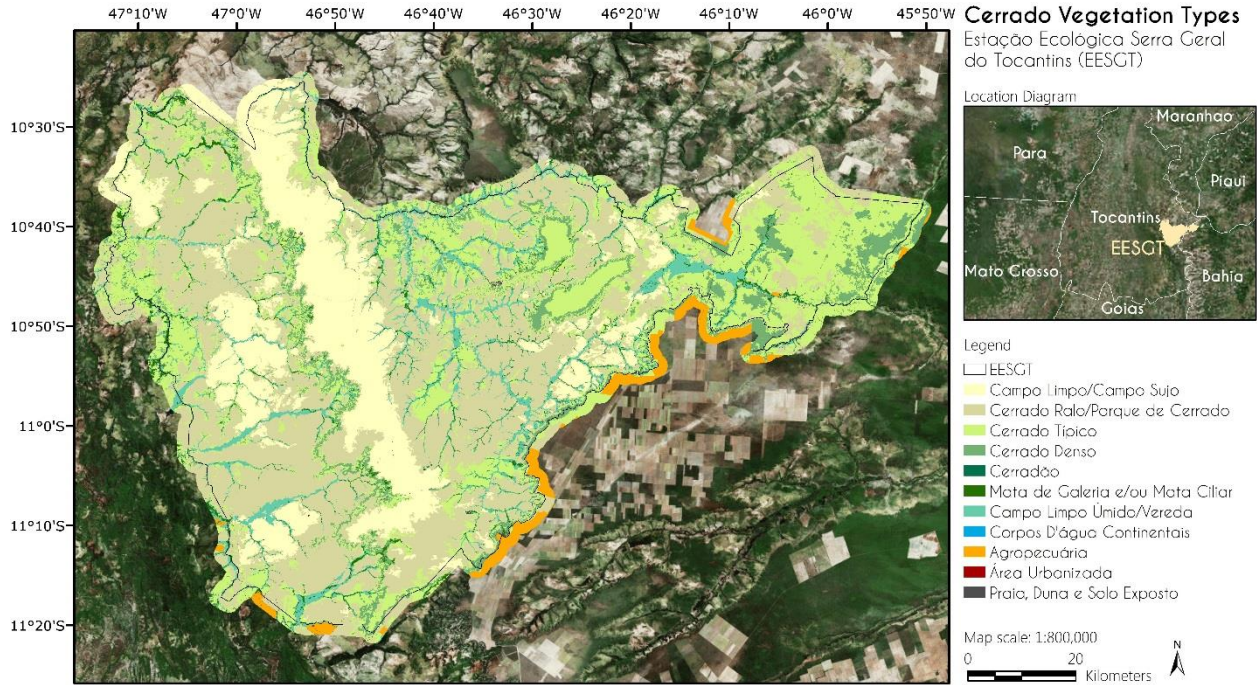 47°10'W 47°0'W 46°50'W 46°40'W 46°30'W 46°20'W 46°10'W 46°0'W 45°50'W
10°30'S
10°40'S
10°50'S
11°0'S
11°10'S
11°20'S
Cerrado Vegetation Types
Estação Ecológica Serra Geral
do Tocantins (EESGT)
Location Diagram
Maranhao
Para
Piauí
Tocantins
EESGT
Mato Grosso
Bahia
Goias
Legend
EESGT
Campo Limpo/Campo Sujo
Cerrado Ralo/Parque de Cerrado
Cerrado Típico
Cerrado Denso
Cerradão
Mata de Galeria e/ou Mata Ciliar
Campo Limpo Úmido/Vereda
Corpos D'água Continentais
Agropecuária
Área Urbanizada
Praia, Duna e Solo Exposto
Map scale: 1:800,000
0 20
Kilometers
N